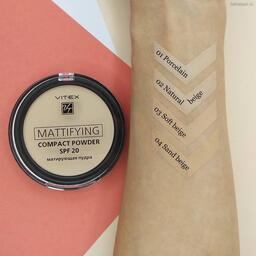 VITEX
MATTIFYING
COMPACT POWDER
SPF 20
матирующая пудра
01 Porcelain
02 Natural beige
03 Soft beige
04 Sand beige